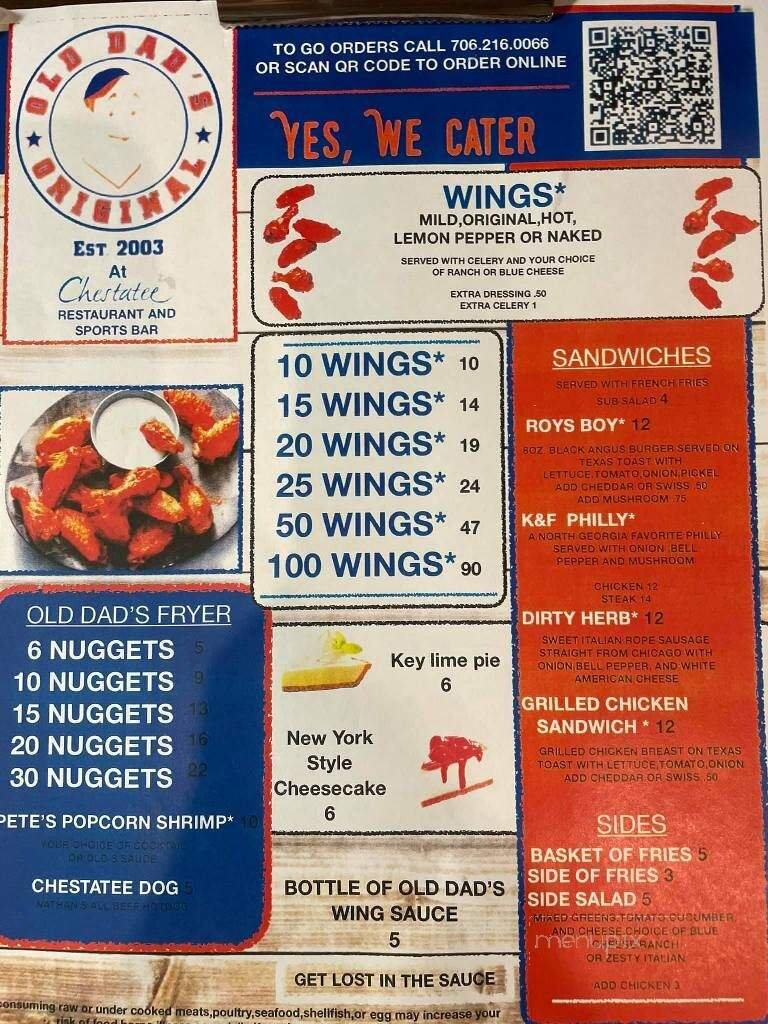 OLD DAD'S
ORIGINAL
EST 2003
At
Chestatee
RESTAURANT AND
SPORTS BAR
TO GO ORDERS CALL 706.216.0066
OR SCAN QR CODE TO ORDER ONLINE
YES, WE CATER
WINGS*
MILD,ORIGINAL,HOT,
LEMON PEPPER OR NAKED
SERVED WITH CELERY AND YOUR CHOICE
OF RANCH OR BLUE CHEESE
EXTRA DRESSING .50
EXTRA CELERY 1
10 WINGS* 10
15 WINGS* 14
20 WINGS* 19
25 WINGS* 24
50 WINGS* 47
100 WINGS* 90
OLD DAD'S FRYER
6 NUGGETS 5
10 NUGGETS 9
15 NUGGETS 13
20 NUGGETS 16
30 NUGGETS 22
PETE'S POPCORN SHRIMP* 10
YOUR CHOICE OF COCKTAIL
OR OLD'S SAUCE
CHESTATEE DOG 5
NATHAN'S ALL BEEF HOTDOG
Key lime pie
6
New York
Style
Cheesecake
6
BOTTLE OF OLD DAD'S
WING SAUCE
5
GET LOST IN THE SAUCE
SANDWICHES
SERVED WITH FRENCH FRIES
SUB SALAD 4
ROYS BOY* 12
8OZ. BLACK ANGUS BURGER SERVED ON
TEXAS TOAST WITH
LETTUCE,TOMATO,ONION,PICKEL
ADD CHEDDAR OR SWISS .50
ADD MUSHROOM .75
K&F PHILLY*
A NORTH GEORGIA FAVORITE PHILLY
SERVED WITH ONION ,BELL
PEPPER AND MUSHROOM
CHICKEN 12
STEAK 14
DIRTY HERB* 12
SWEET ITALIAN ROPE SAUSAGE
STRAIGHT FROM CHICAGO WITH
ONION,BELL PEPPER, AND WHITE
AMERICAN CHEESE
GRILLED CHICKEN
SANDWICH * 12
GRILLED CHICKEN BREAST ON TEXAS
TOAST WITH LETTUCE,TOMATO,ONION
ADD CHEDDAR OR SWISS .50
SIDES
BASKET OF FRIES 5
SIDE OF FRIES 3
SIDE SALAD 5
MIXED GREENS,TOMATO,CUCUMBER,
AND CHEESE.CHOICE OF BLUE
CHEESE,RANCH
OR ZESTY ITALIAN
ADD CHICKEN 3
onsuming raw or under cooked meats,poultry,seafood,shellfish,or egg may increase your
risk of food